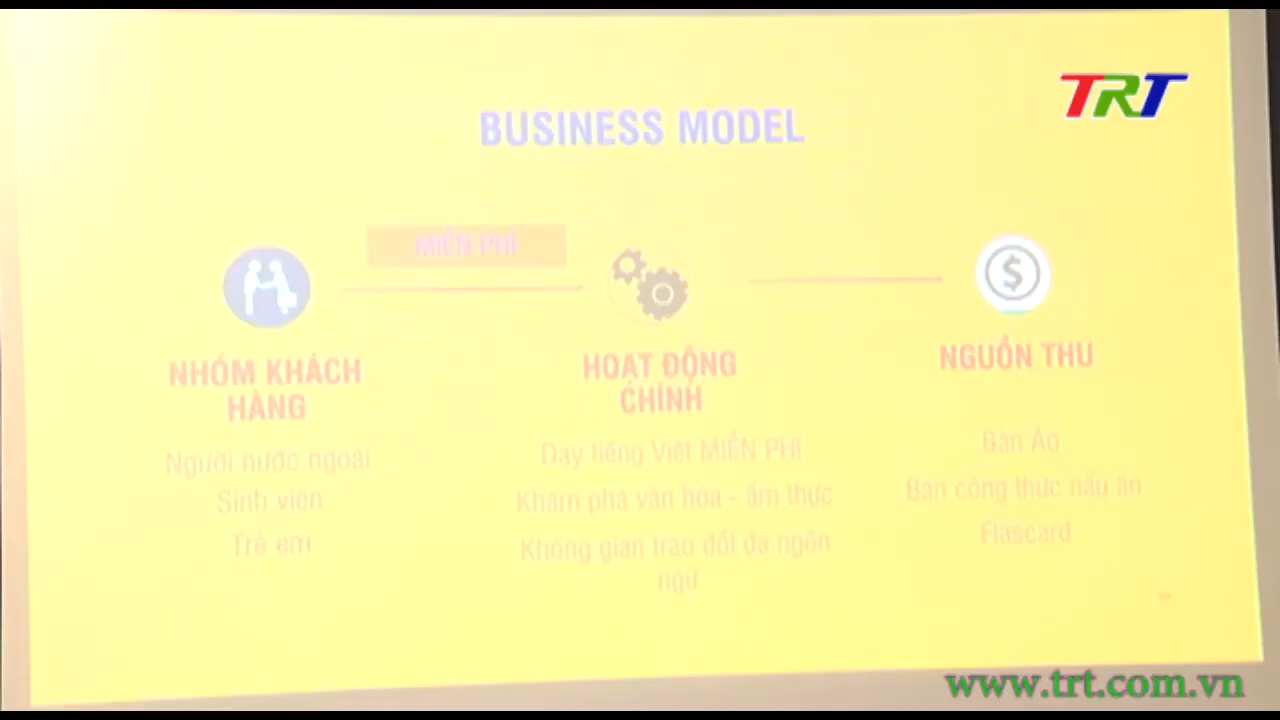 TRT
BUSINESS MODEL
MIỄN PHÍ
NHÓM KHÁCH
HÀNG
Người nước ngoài
Sinh viên
Trẻ em
HOẠT ĐỘNG
CHÍNH
Dạy tiếng Việt MIỄN PHÍ
Khám phá văn hóa - ẩm thực
Không gian trao đổi đa ngôn
ngữ
NGUỒN THU
Bán Áo
Bán công thức nấu ăn
Flascard
www.trt.com.vn